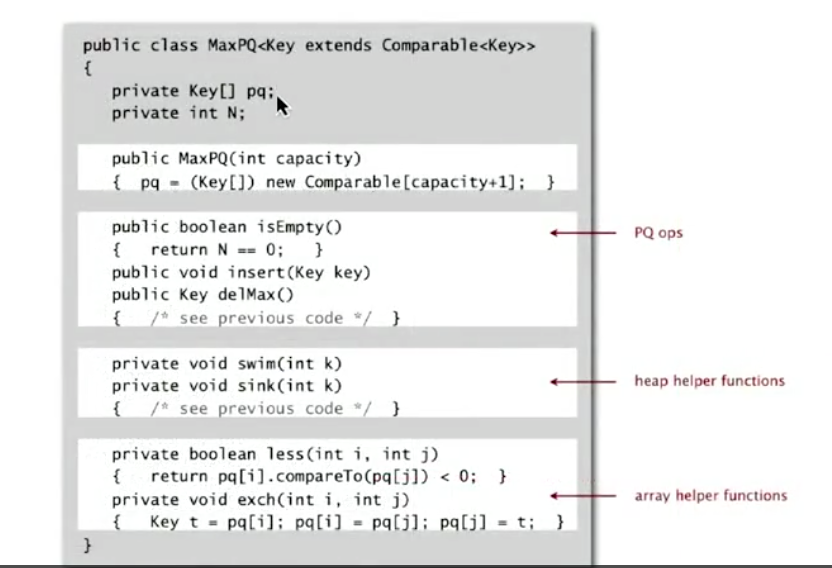 public class MaxPQ<Key extends Comparable<Key>>
{
private Key[] pq;
private int N;
public MaxPQ(int capacity)
{ pq = (Key[]) new Comparable[capacity+1]; }
public boolean isEmpty()
{ return N == 0; }
PQ ops
public void insert(Key key)
public Key delMax()
{ /* see previous code */ }
private void swim(int k)
private void sink(int k)
heap helper functions
{ /* see previous code */ }
private boolean less(int i, int j)
{ return pq[i].compareTo(pq[j]) < 0; }
private void exch(int i, int j)
array helper functions
{ Key t = pq[i]; pq[i] = pq[j]; pq[j] = t; }
}